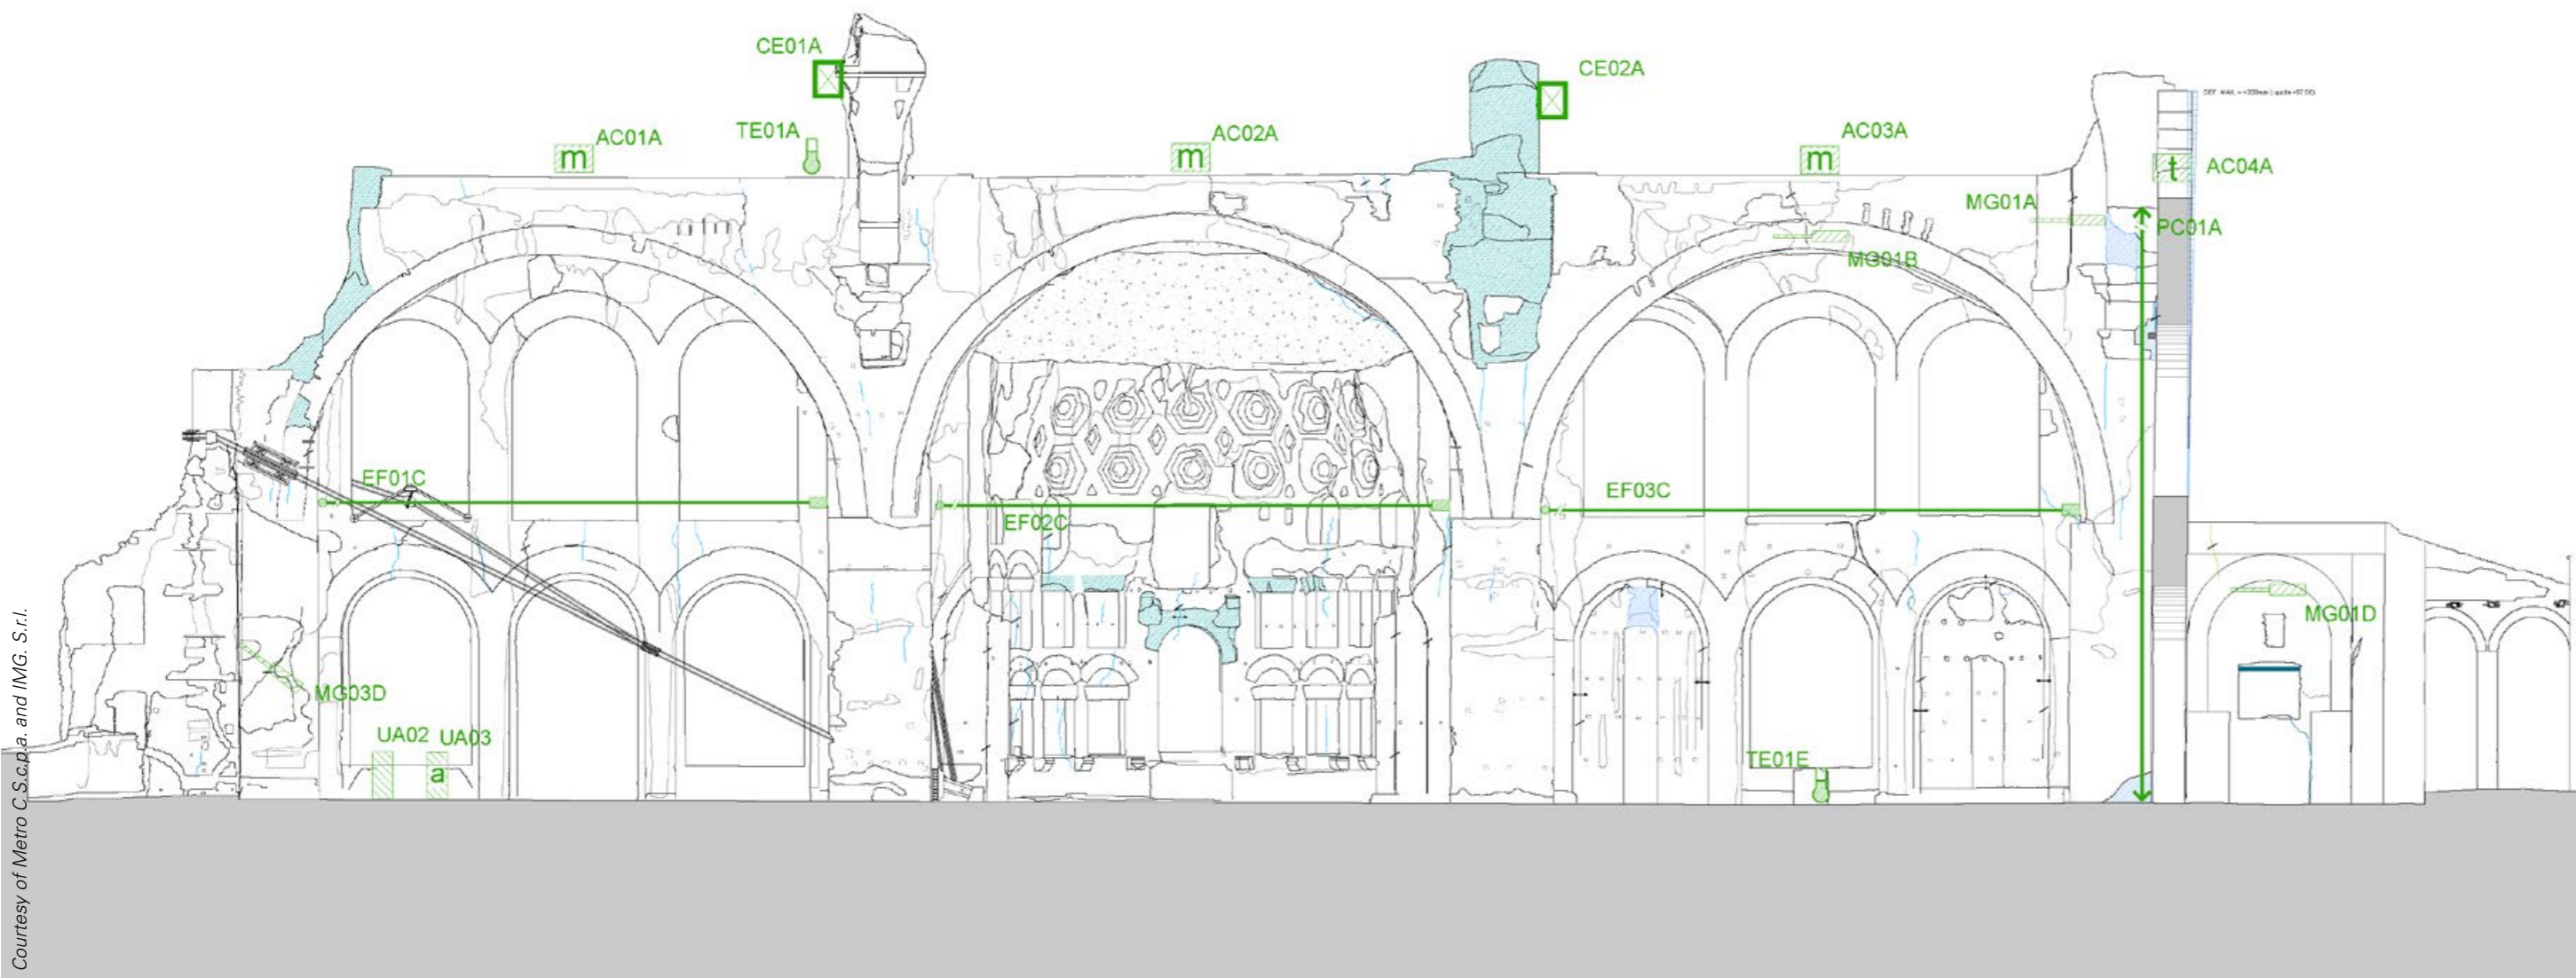 CE01A
CE02A
TE01A
AC01A
m
AC02A
m
AC03A
m
t
AC04A
MG01A
PC01A
MG01B
EF01C
EF02C
EF03C
MG01D
MG03D
UA02
UA03
a
TE01E
Courtesy of Metro C S.c.p.a. and IMG. S.r.l.